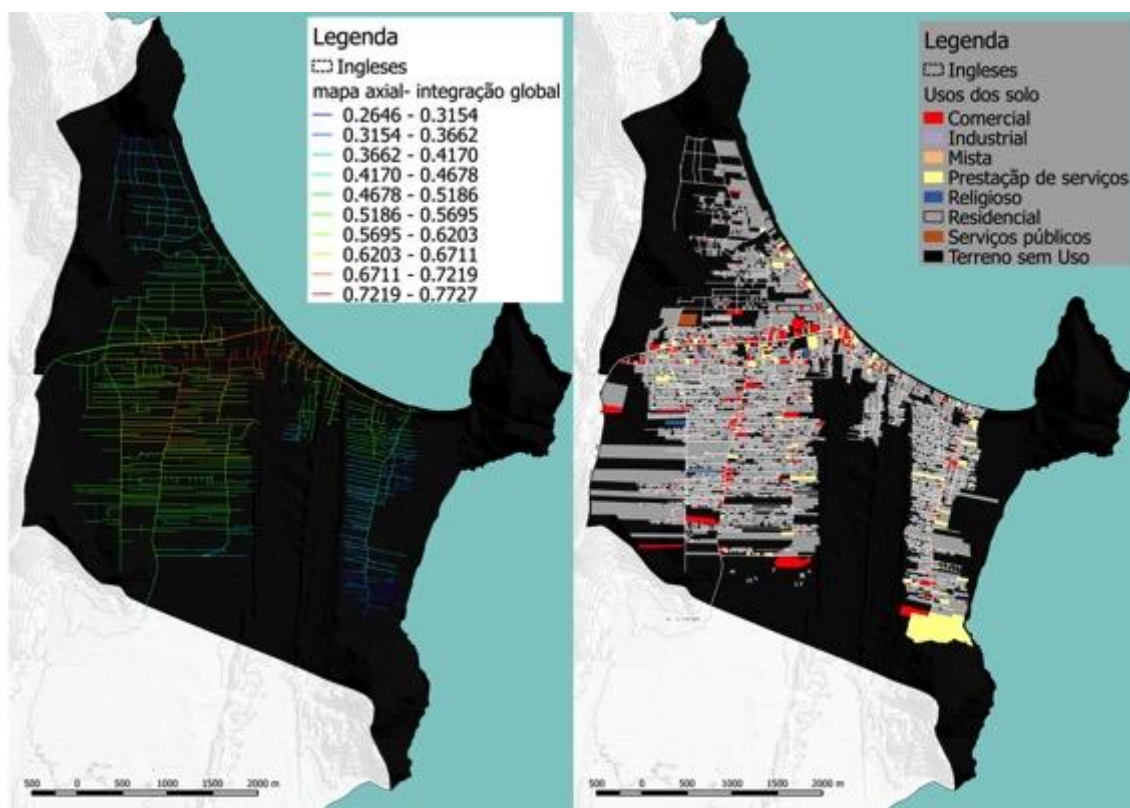 Legenda
Ingleses
mapa axial- integração global
0.2646 - 0.3154
0.3154 - 0.3662
0.3662 - 0.4170
0.4170 - 0.4678
0.4678 - 0.5186
0.5186 - 0.5695
0.5695 - 0.6203
0.6203 - 0.6711
0.6711 - 0.7219
0.7219 - 0.7727
500 0 500 1000 1500 2000 m
Legenda
Ingleses
Usos dos solo
Comercial
Industrial
Mista
Prestaçãp de serviços
Religioso
Residencial
Serviços públicos
Terreno sem Uso
500 0 500 1000 1500 2000 m